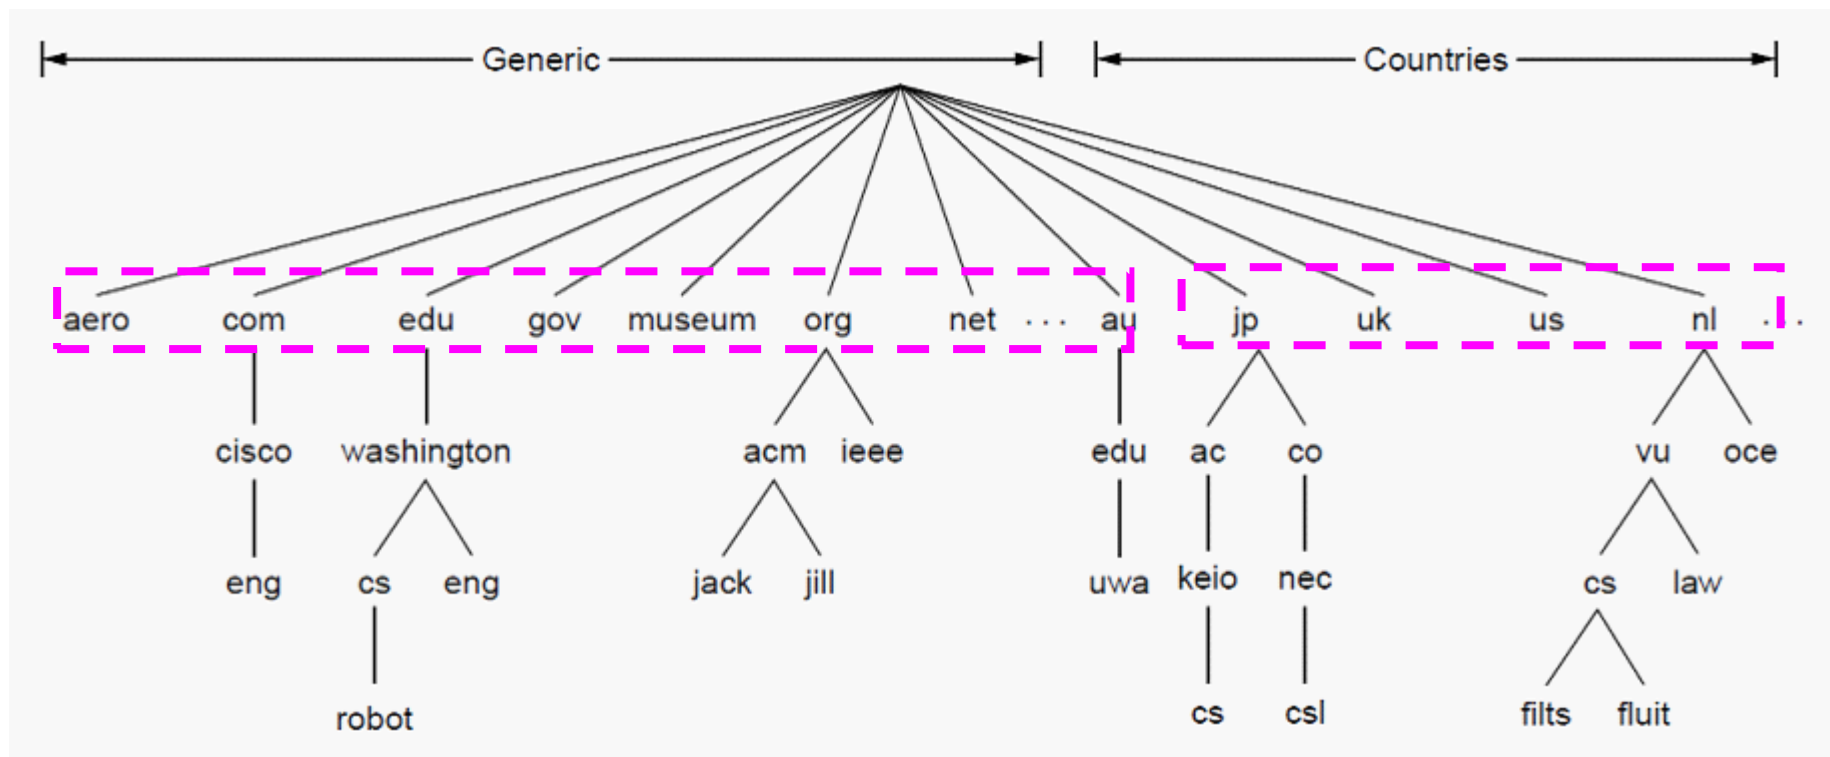 Generic Countries
aero com edu gov museum org net ... au jp uk us nl ...
cisco washington acm ieee edu ac co vu oce
eng cs eng jack jill uwa keio nec cs law
robot cs csl filts fluit